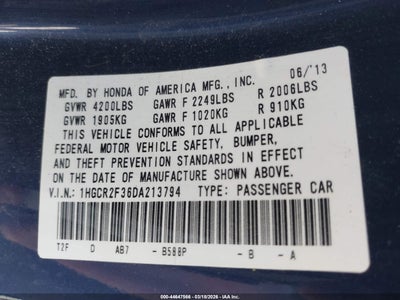 MFD. BY HONDA OF AMERICA MFG., INC. 06/'13
GVWR 4200LBS GAWR F 2249LBS R 2006LBS
GVWR 1905KG GAWR F 1020KG R 910KG
THIS VEHICLE CONFORMS TO ALL APPLICABLE
FEDERAL MOTOR VEHICLE SAFETY, BUMPER,
AND THEFT PREVENTION STANDARDS IN EFFECT
ON THE DATE OF MANUFACTURE SHOWN ABOVE.
V.I.N.: 1HGCR2F36DA213794 TYPE: PASSENGER CAR
T2F D AB7 - B588P - B - A
© 2026 - 44647566 - 03/18/2026 - IAA Inc.